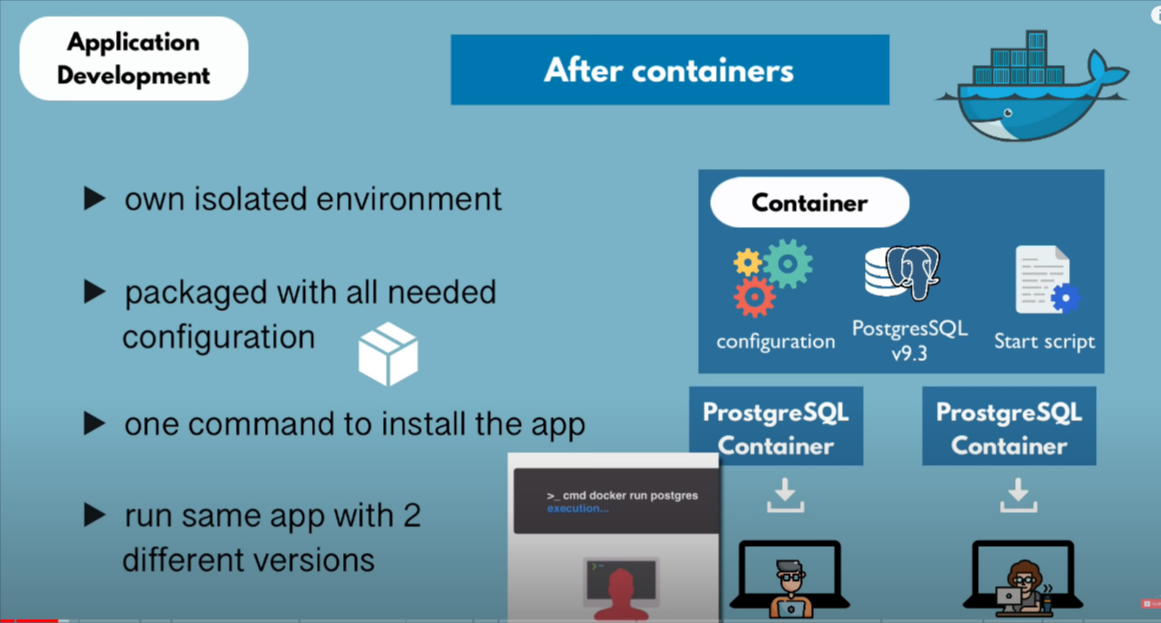 Application
Development
After containers
own isolated environment
packaged with all needed
configuration
one command to install the app
run same app with 2
different versions
Container
configuration
PostgresSQL
v9.3
Start script
ProstgreSQL
Container
ProstgreSQL
Container
>_ cmd docker run postgres
execution...